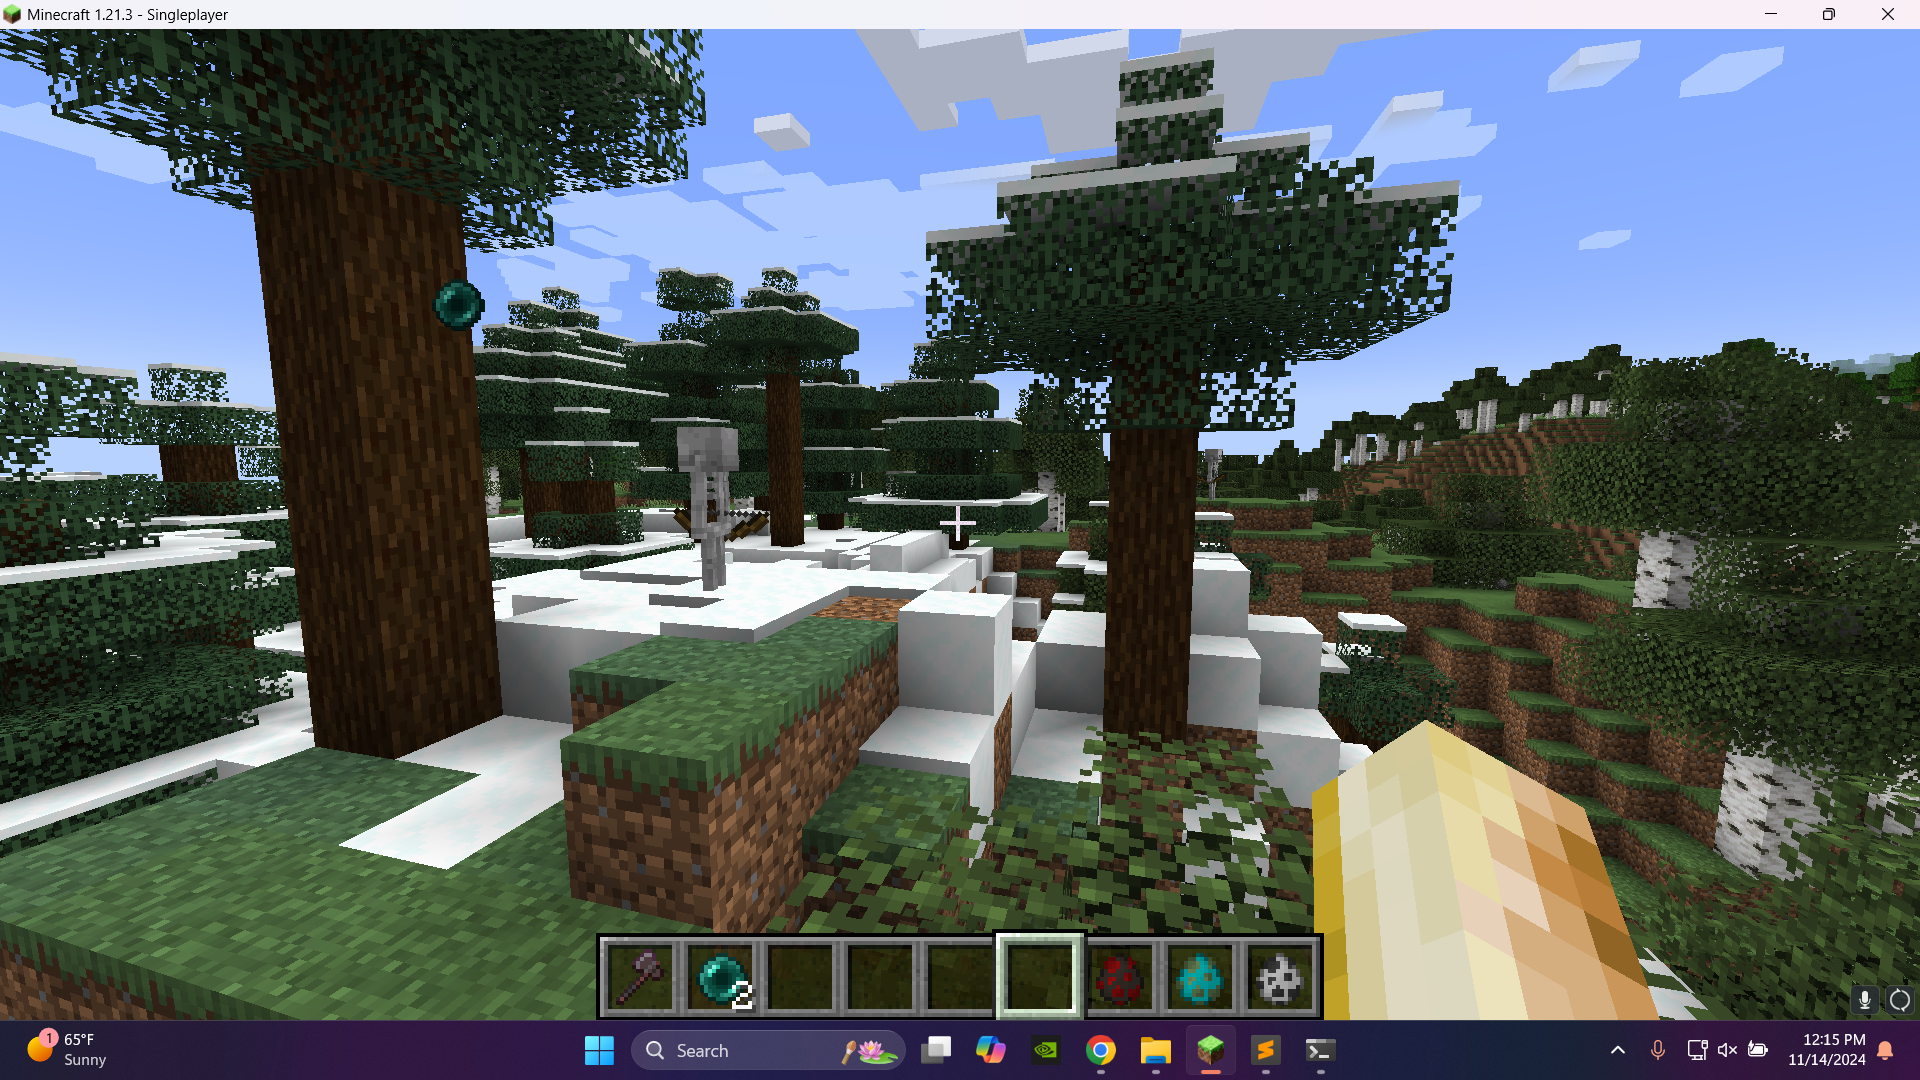 Minecraft 1.21.3 - Singleplayer
2
1
65°F
Sunny
Search
12:15 PM
11/14/2024